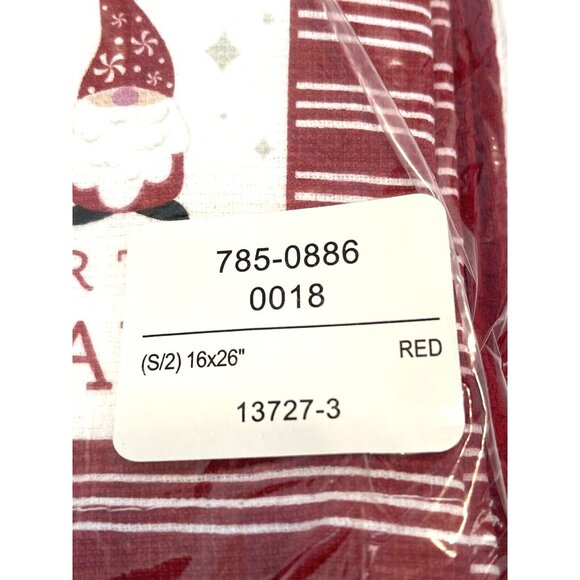 785-0886
0018
(S/2) 16x26" RED
13727-3